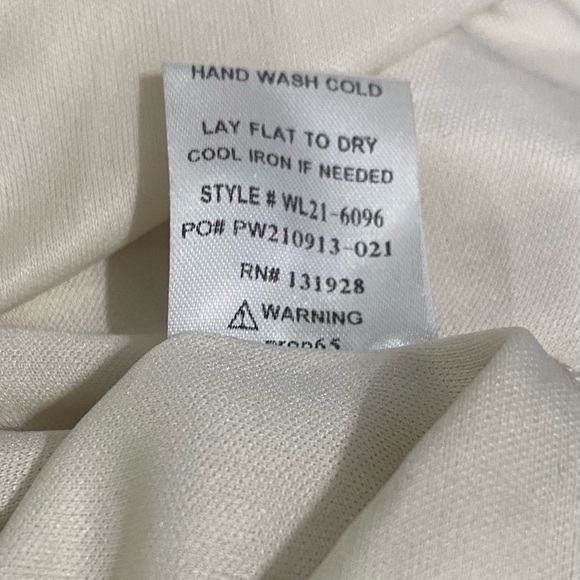 HAND WASH COLD
LAY FLAT TO DRY
COOL IRON IF NEEDED
STYLE # WL21-6096
PO# PW210913-021
RN# 131928
WARNING
prop65